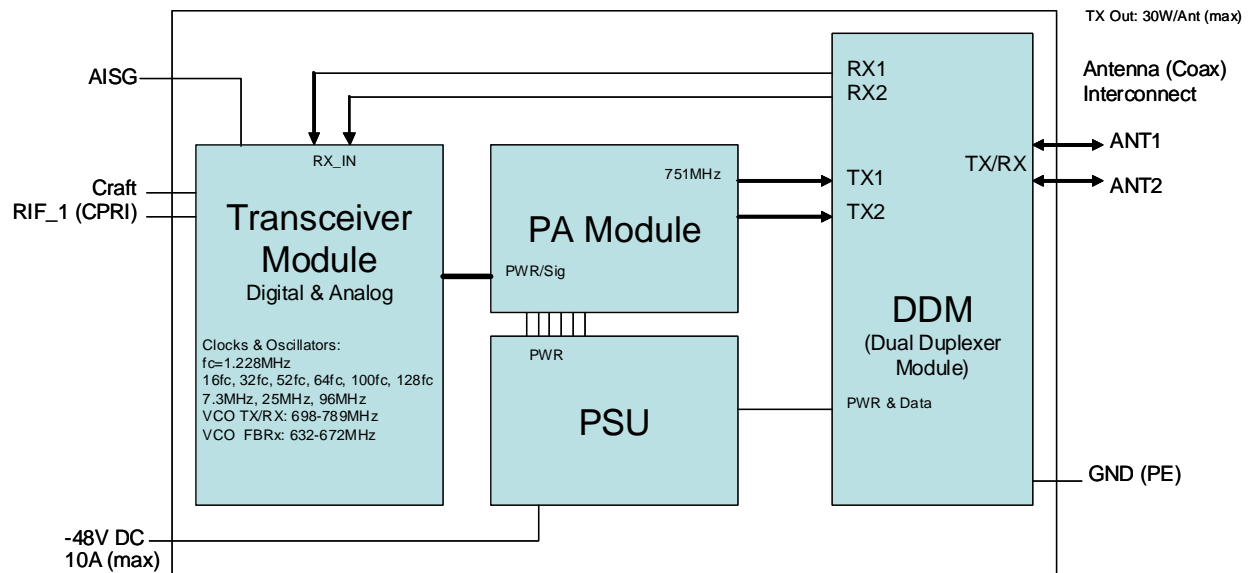 TX Out: 30W/Ant (max)
AISG
RX1
RX2
Antenna (Coax)
Interconnect
RX_IN
ANT1
751MHz
TX1
TX/RX
ANT2
TX2
Craft
RIF_1 (CPRI)
Transceiver
Module
Digital & Analog
PA Module
PWR/Sig
DDM
(Dual Duplexer
Module)
Clocks & Oscillators:
fc=1.228MHz
16fc, 32fc, 52fc, 64fc, 100fc, 128fc
7.3MHz, 25MHz, 96MHz
VCO TX/RX: 698-789MHz
VCO FBRx: 632-672MHz
PWR
PSU
PWR & Data
GND (PE)
-48V DC
10A (max)